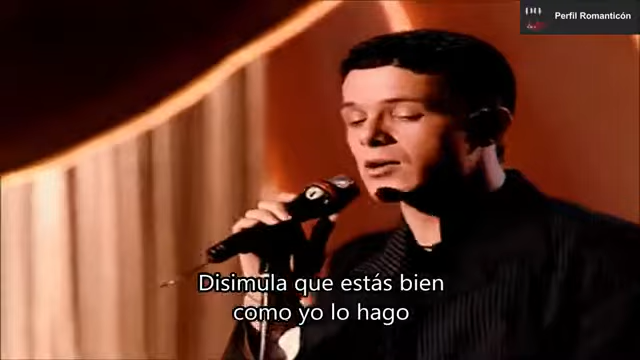 Perfil Romanticón
Disimula que estás bien
como yo lo hago